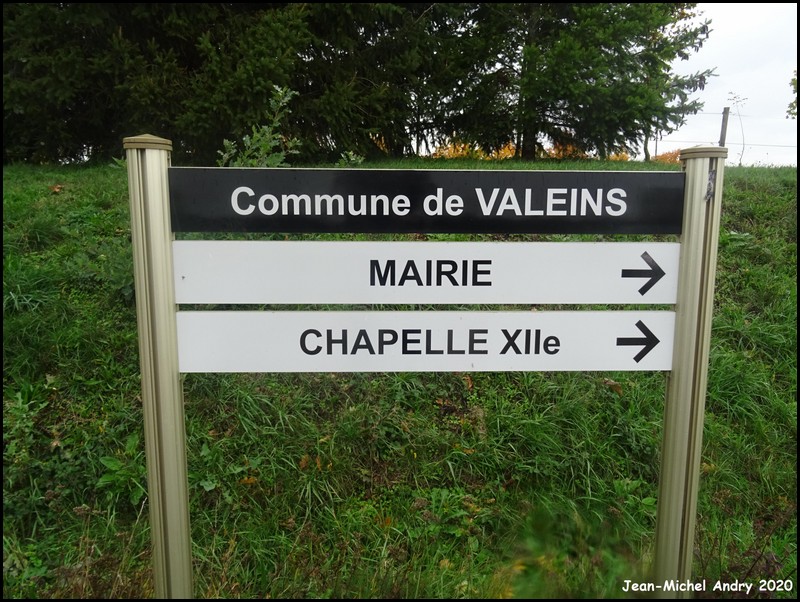 Commune de VALEINS
MAIRIE →
CHAPELLE XIIe →
Jean-Michel Andry 2020